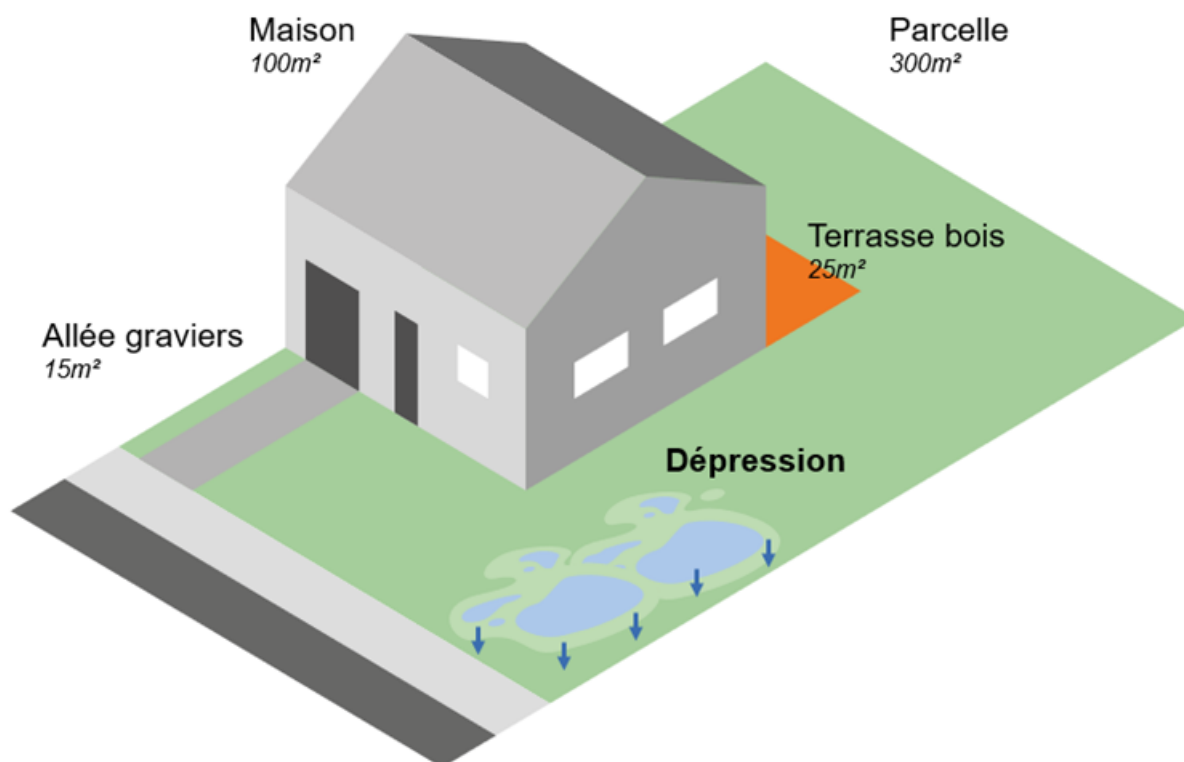 Maison
100m²
Parcelle
300m²
Terrasse bois
25m²
Allée graviers
15m²
Dépression